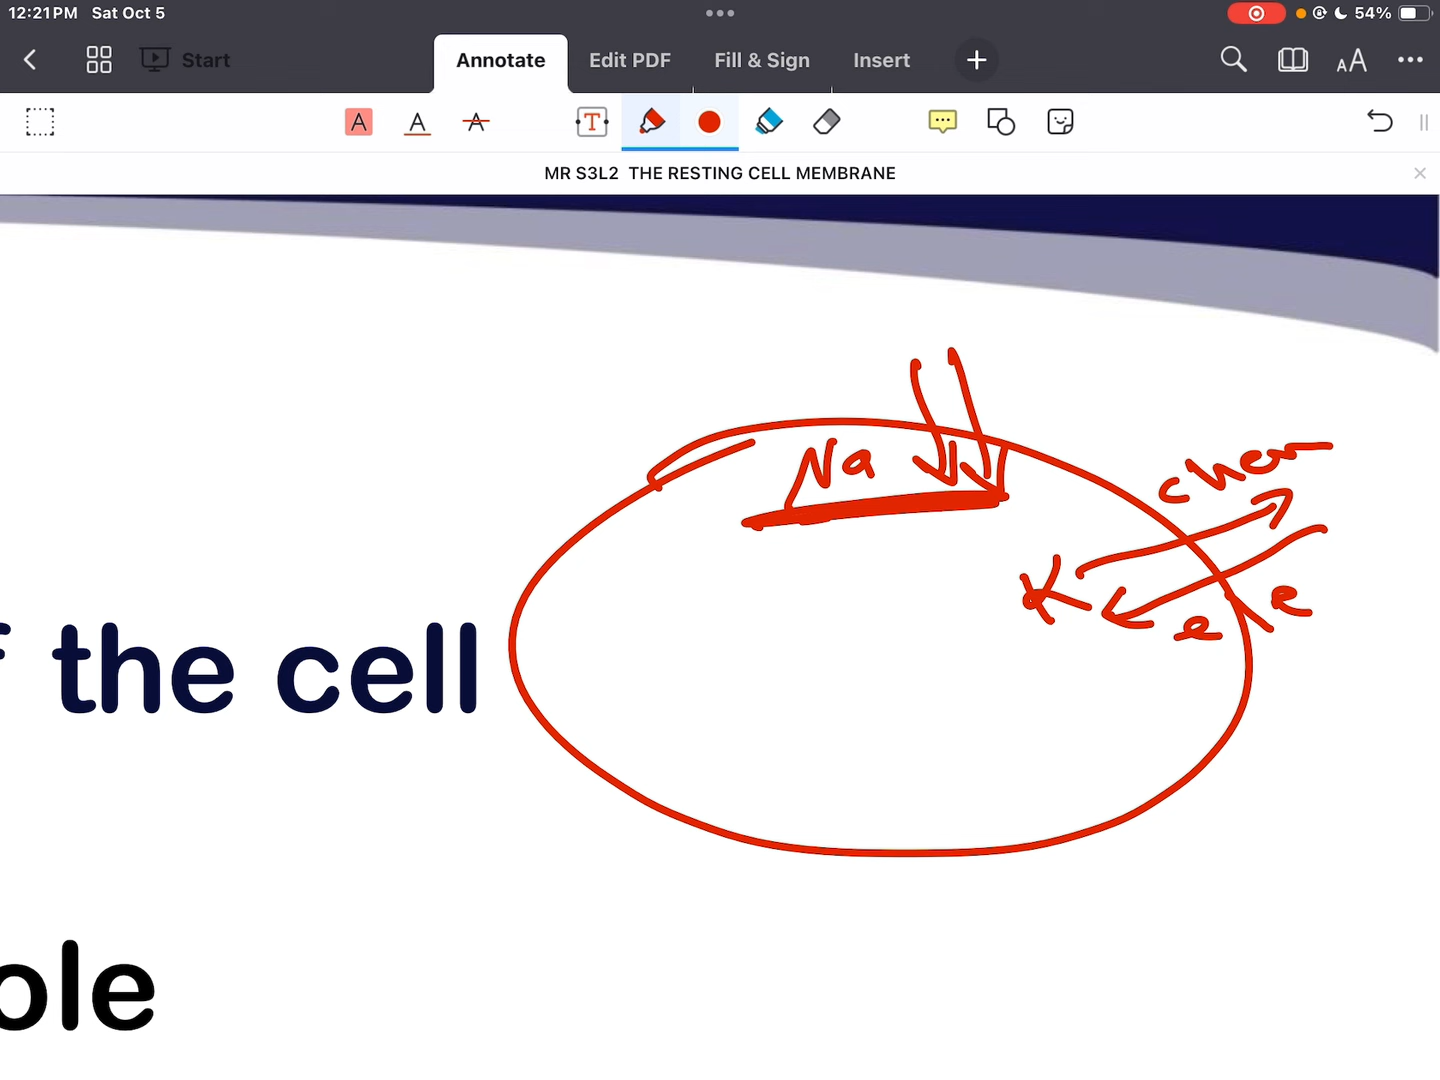 12:21 PM Sat Oct 5
54%
Start
Annotate
Edit PDF
Fill & Sign
Insert
MR S3L2 THE RESTING CELL MEMBRANE
Na
chem
K
ele
f the cell
ole